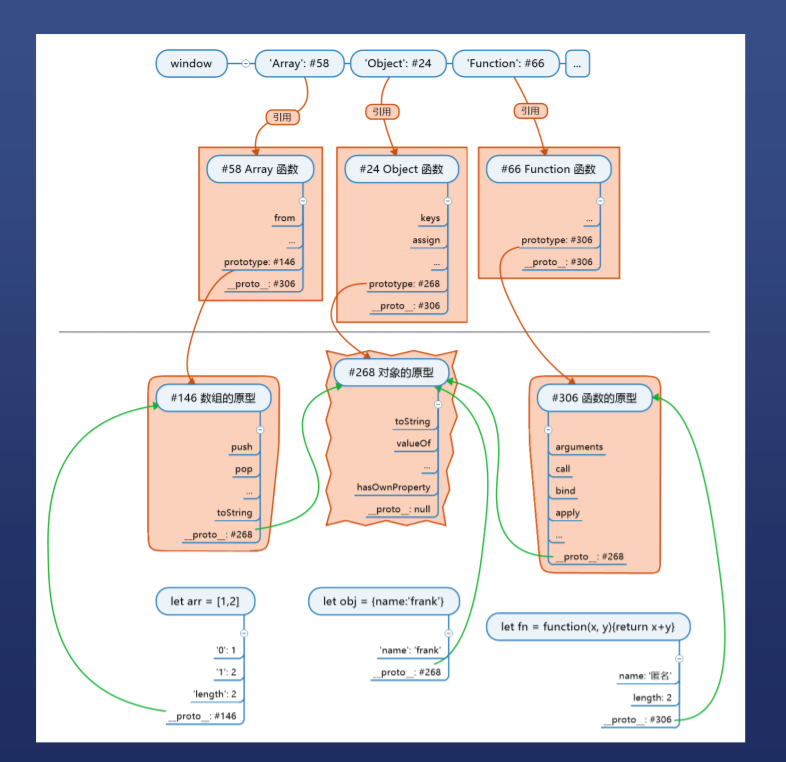 window
'Array': #58
'Object': #24
'Function': #66
...
引用
引用
引用
#58 Array 函数
from
...
prototype: #146
__proto__: #306
#24 Object 函数
keys
assign
...
prototype: #268
__proto__: #306
#66 Function 函数
...
prototype: #306
__proto__: #306
#146 数组的原型
push
pop
...
toString
__proto__: #268
#268 对象的原型
toString
valueOf
...
hasOwnProperty
__proto__: null
#306 函数的原型
arguments
call
bind
apply
...
__proto__: #268
let arr = [1,2]
'0': 1
'1': 2
'length': 2
__proto__: #146
let obj = {name:'frank'}
'name': 'frank'
__proto__: #268
let fn = function(x, y){return x+y}
name: '匿名'
length: 2
__proto__: #306